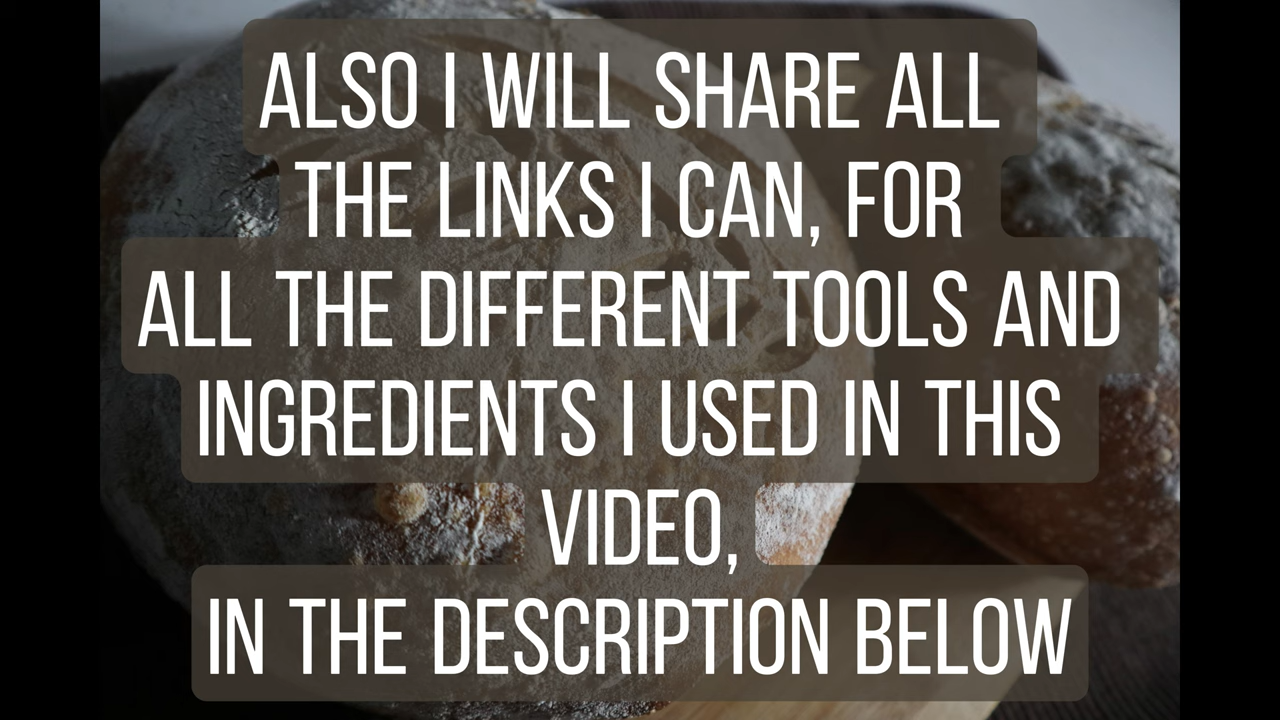 ALSO I WILL SHARE ALL
THE LINKS I CAN, FOR
ALL THE DIFFERENT TOOLS AND
INGREDIENTS I USED IN THIS
VIDEO,
IN THE DESCRIPTION BELOW